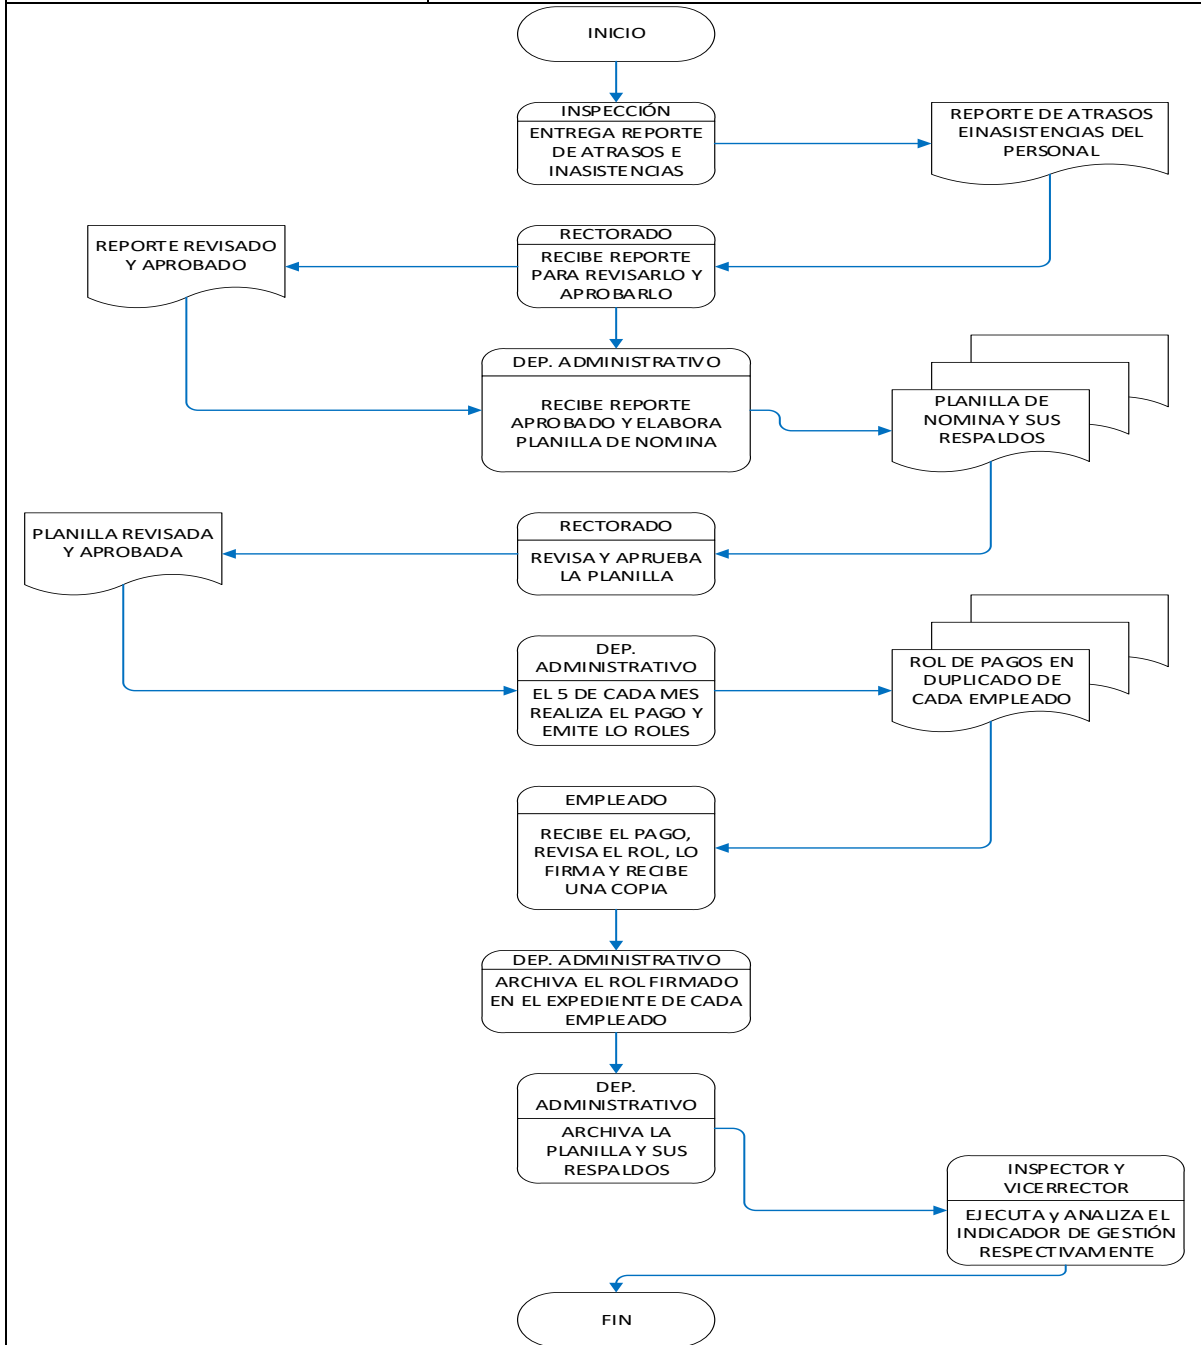 INICIO
INSPECCIÓN
ENTREGA REPORTE
DE ATRASOS E
INASISTENCIAS
REPORTE DE ATRASOS
EINASISTENCIAS DEL
PERSONAL
RECTORADO
RECIBE REPORTE
PARA REVISARLO Y
APROBARLO
REPORTE REVISADO
Y APROBADO
DEP. ADMINISTRATIVO
RECIBE REPORTE
APROBADO Y ELABORA
PLANILLA DE NOMINA
PLANILLA DE
NOMINA Y SUS
RESPALDOS
RECTORADO
REVISA Y APRUEBA
LA PLANILLA
PLANILLA REVISADA
Y APROBADA
DEP.
ADMINISTRATIVO
EL 5 DE CADA MES
REALIZA EL PAGO Y
EMITE LO ROLES
ROL DE PAGOS EN
DUPLICADO DE
CADA EMPLEADO
EMPLEADO
RECIBE EL PAGO,
REVISA EL ROL, LO
FIRMA Y RECIBE
UNA COPIA
DEP. ADMINISTRATIVO
ARCHIVA EL ROL FIRMADO
EN EL EXPEDIENTE DE CADA
EMPLEADO
DEP.
ADMINISTRATIVO
ARCHIVA LA
PLANILLA Y SUS
RESPALDOS
INSPECTOR Y
VICERRECTOR
EJECUTA y ANALIZA EL
INDICADOR DE GESTIÓN
RESPECTIVAMENTE
FIN